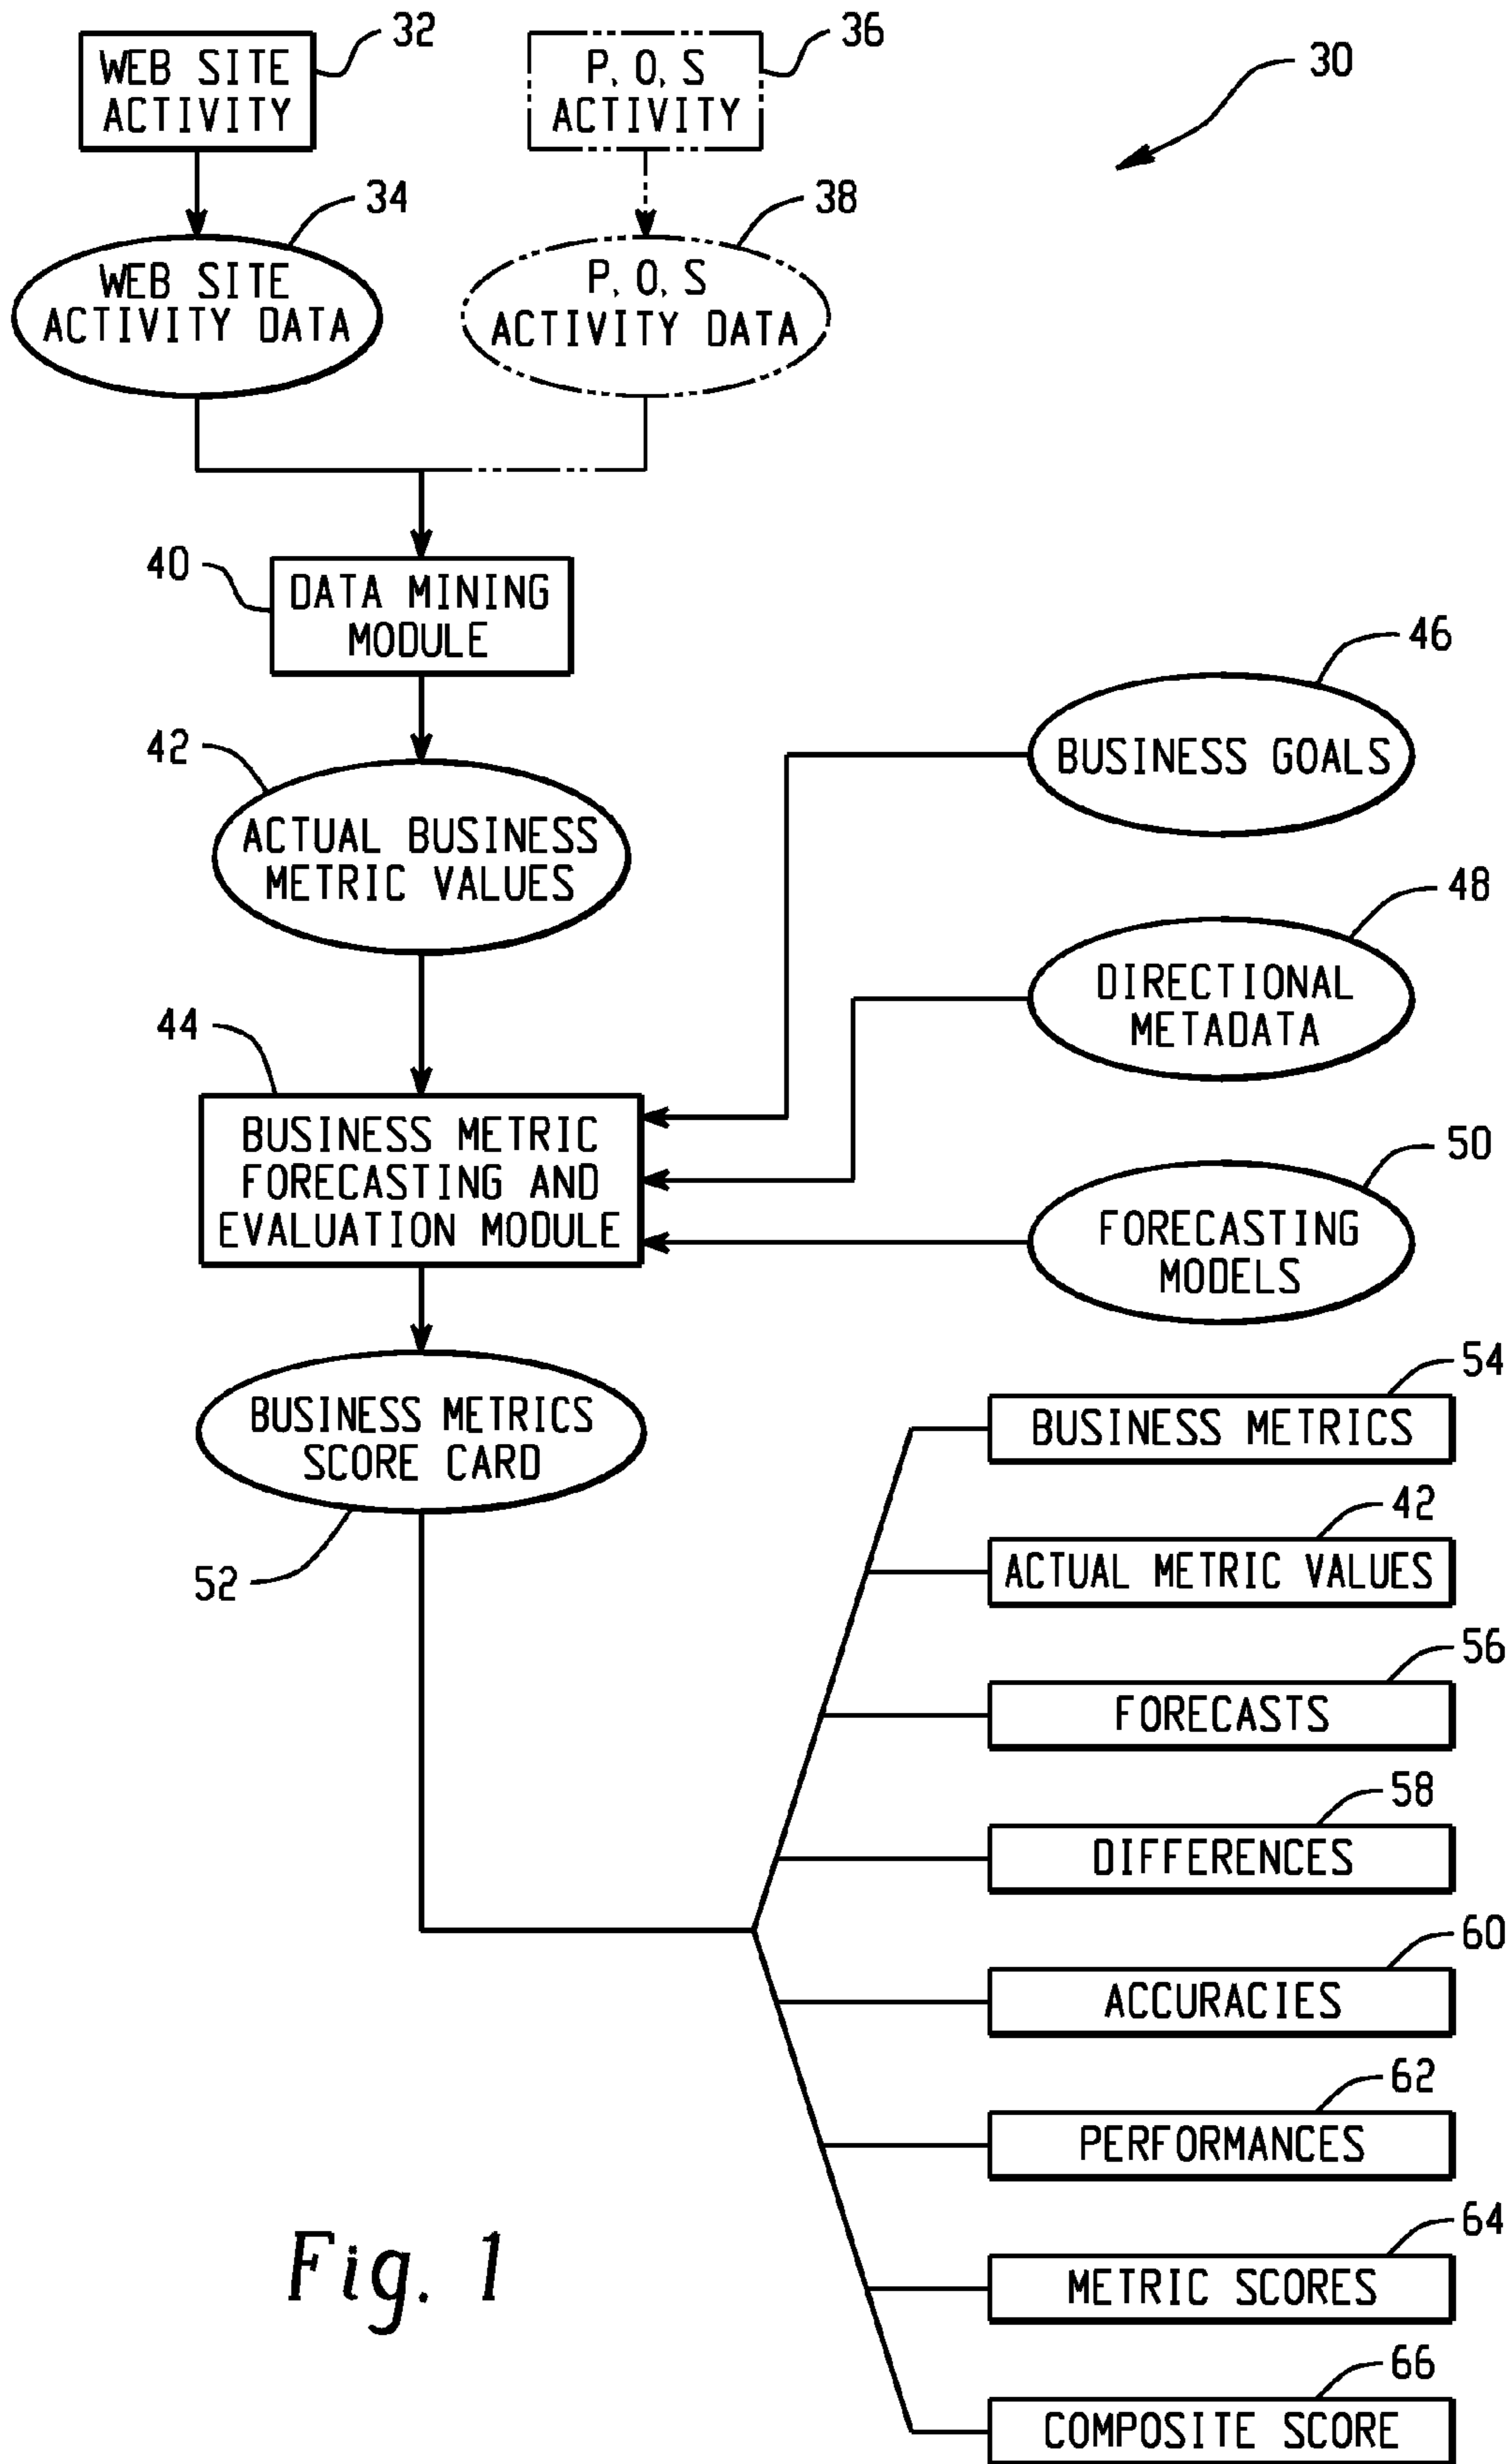 32
WEB SITE
ACTIVITY
36
P.O.S
ACTIVITY
30
34
WEB SITE
ACTIVITY DATA
38
P.O.S
ACTIVITY DATA
40
DATA MINING
MODULE
42
ACTUAL BUSINESS
METRIC VALUES
46
BUSINESS GOALS
48
DIRECTIONAL
METADATA
44
BUSINESS METRIC
FORECASTING AND
EVALUATION MODULE
50
FORECASTING
MODELS
BUSINESS METRICS
SCORE CARD
52
54
BUSINESS METRICS
42
ACTUAL METRIC VALUES
56
FORECASTS
58
DIFFERENCES
60
ACCURACIES
62
PERFORMANCES
64
METRIC SCORES
66
COMPOSITE SCORE
Fig. 1